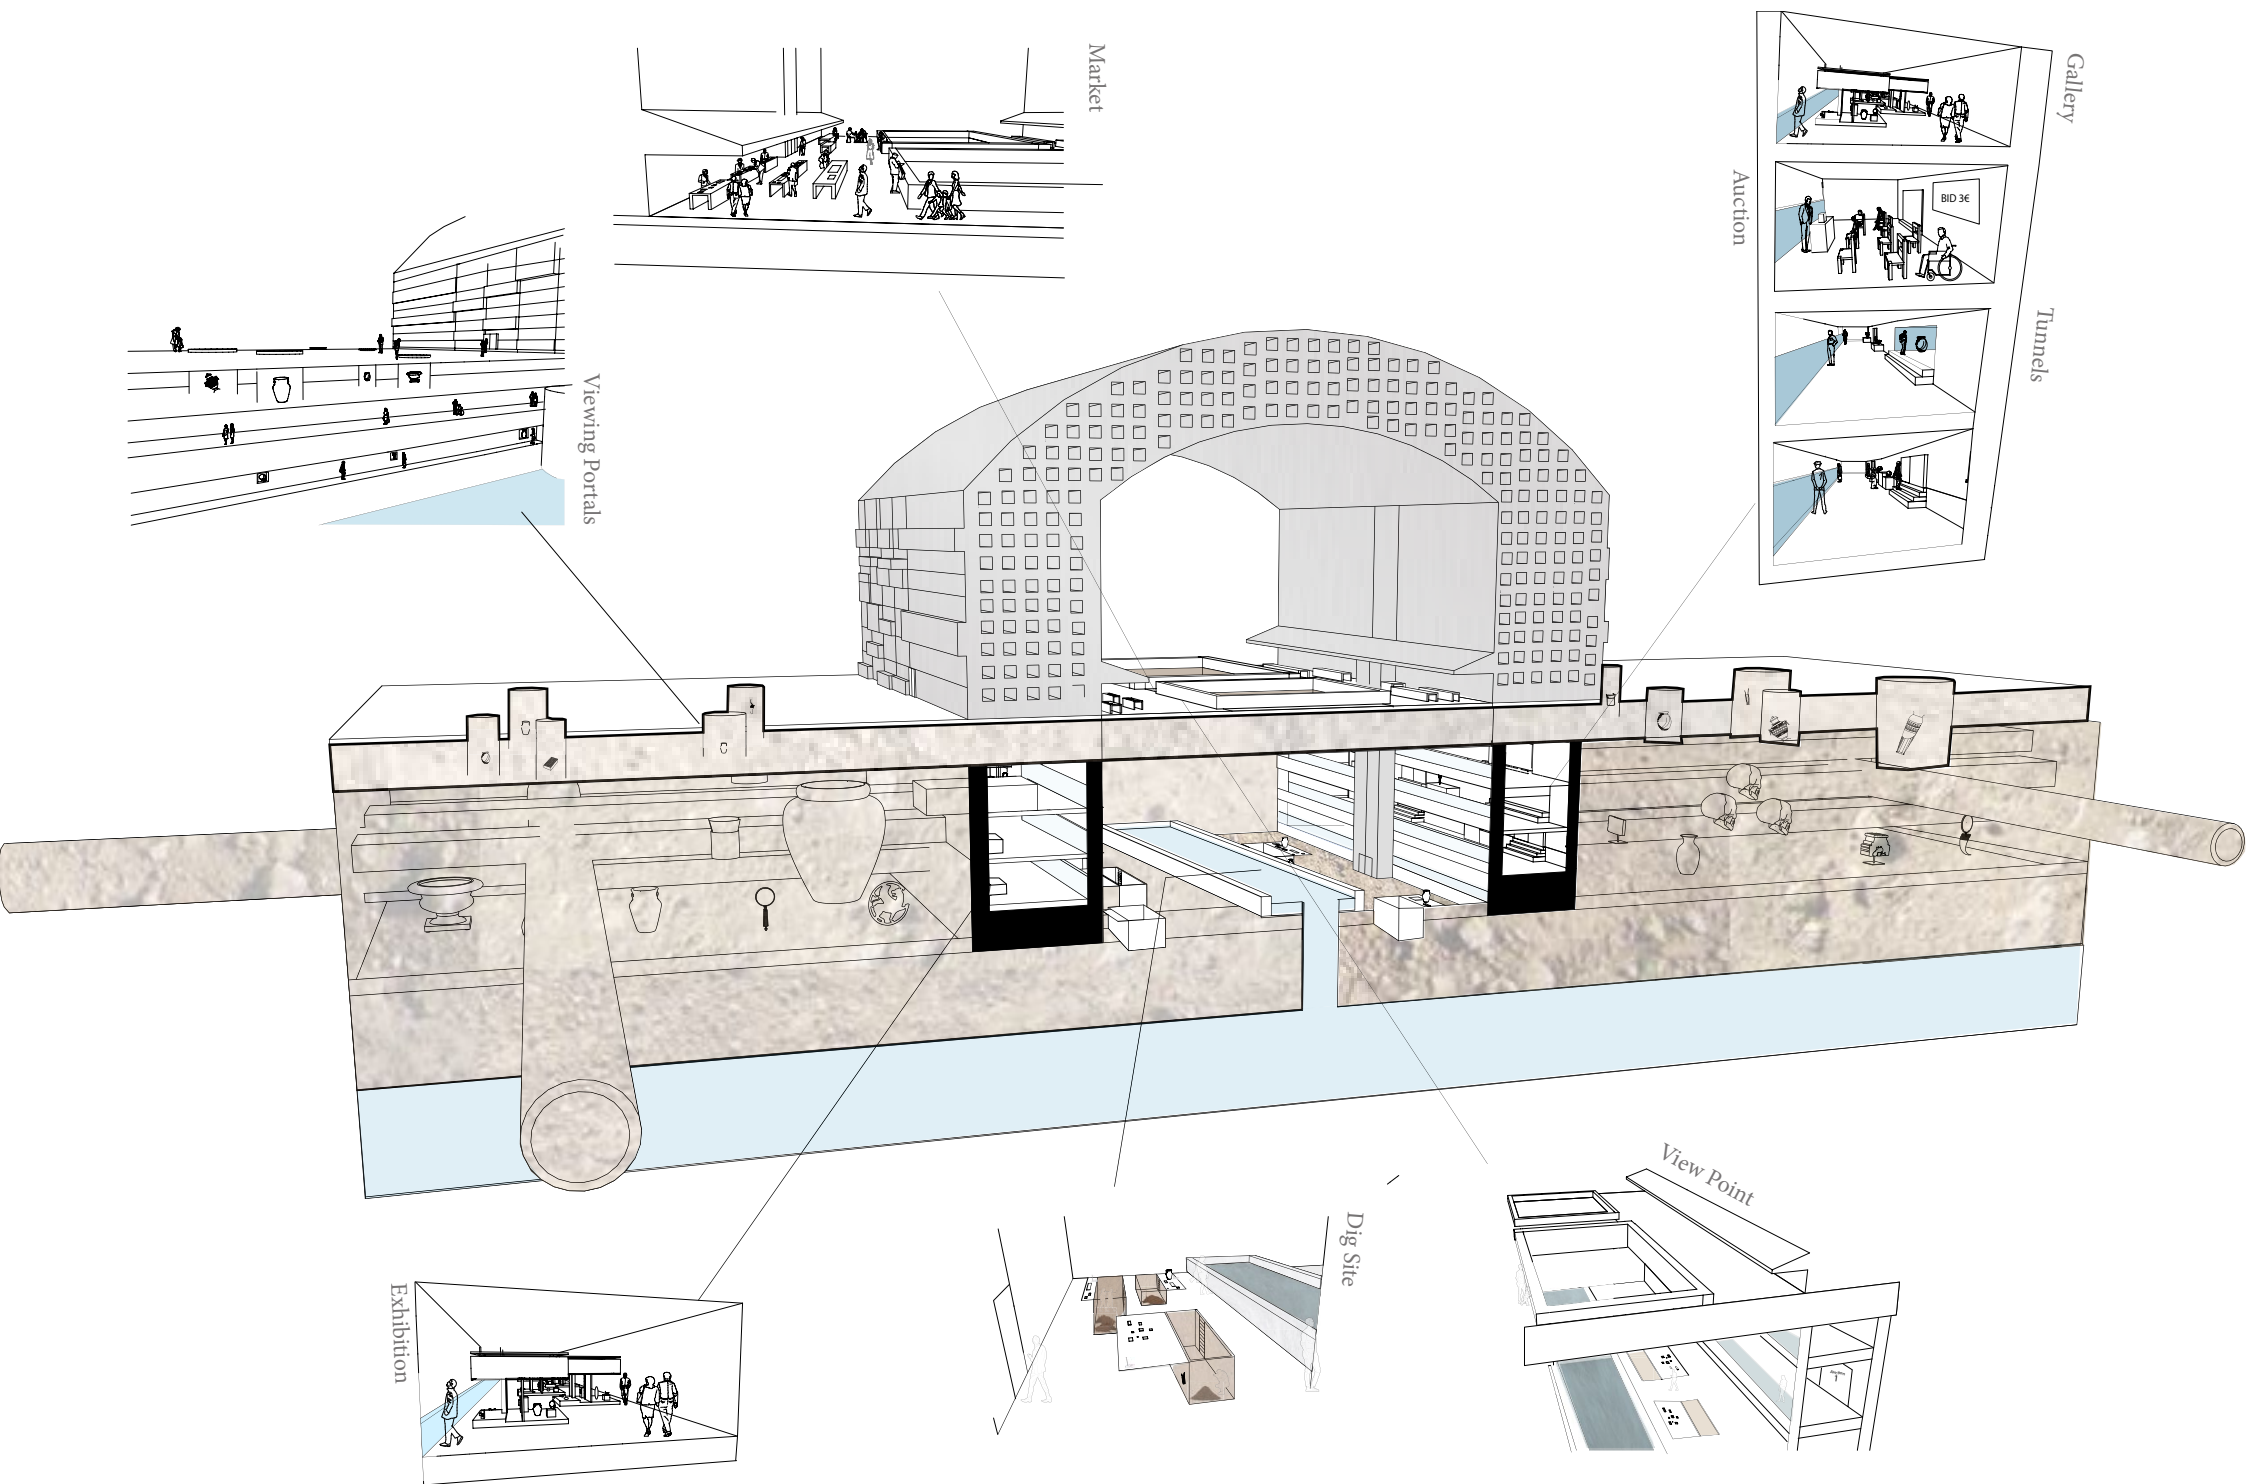 Market
Gallery
Auction
BID 3€
Tunnels
Viewing Portals
View Point
Dig Site
Exhibition